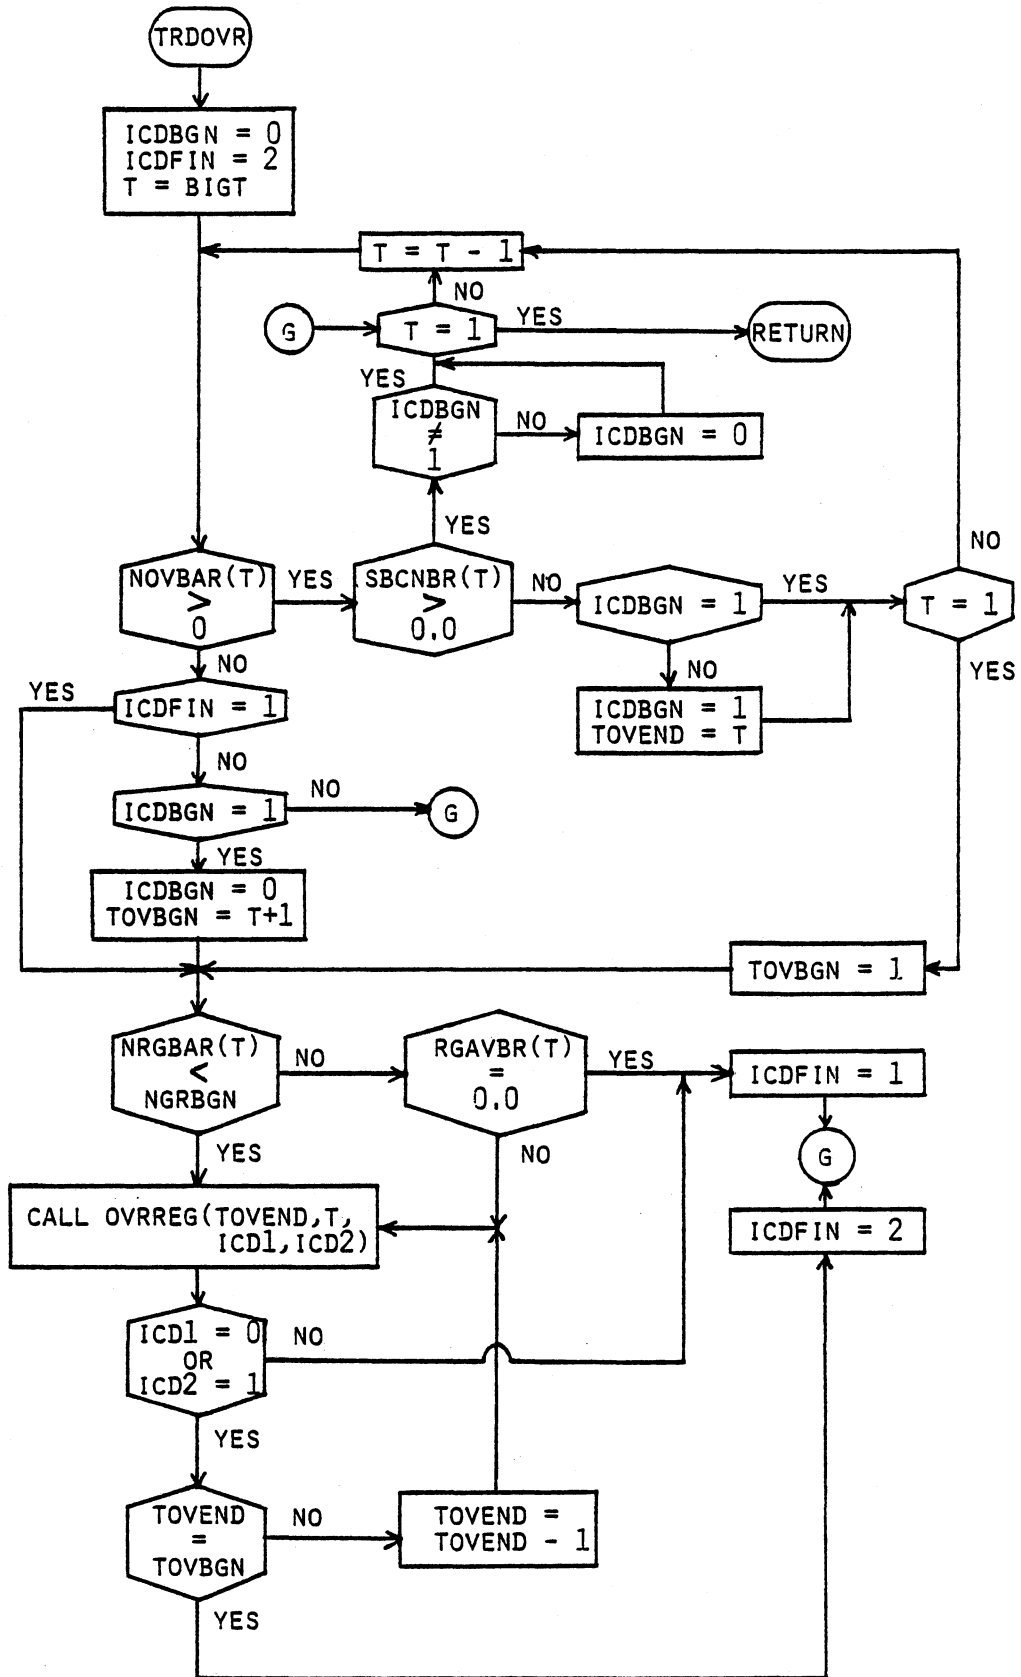 TRDOVR
ICDBGN = 0
ICDFIN = 2
T = BIGT
T = T - 1
NO
G
T = 1
YES
RETURN
YES
ICDBGN
≠
1
NO
ICDBGN = 0
YES
NO
NOVBAR(T)
>
0
YES
SBCNBR(T)
>
0.0
NO
ICDBGN = 1
YES
T = 1
NO
YES
NO
YES
ICDFIN = 1
ICDBGN = 1
TOVEND = T
NO
ICDBGN = 1
NO
G
YES
ICDBGN = 0
TOVBGN = T+1
TOVBGN = 1
NRGBAR(T)
<
NGRBGN
NO
RGAVBR(T)
=
0.0
YES
ICDFIN = 1
YES
NO
G
CALL OVRREG(TOVEND,T,
ICD1,ICD2)
ICDFIN = 2
ICD1 = 0
OR
ICD2 = 1
NO
YES
TOVEND
=
TOVBGN
NO
TOVEND =
TOVEND - 1
YES